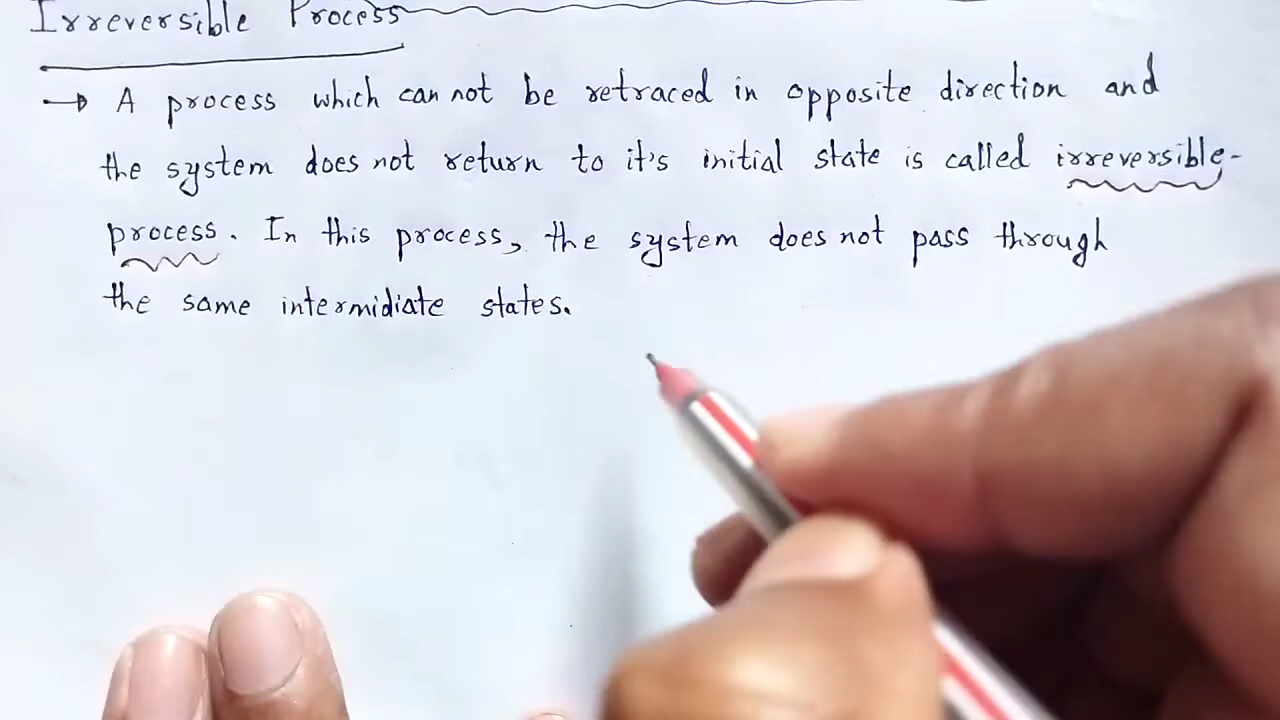 Irreversible Process
→ A process which can not be retraced in opposite direction and
the system does not return to it's initial state is called irreversible-
process. In this process, the system does not pass through
the same intermidiate states.